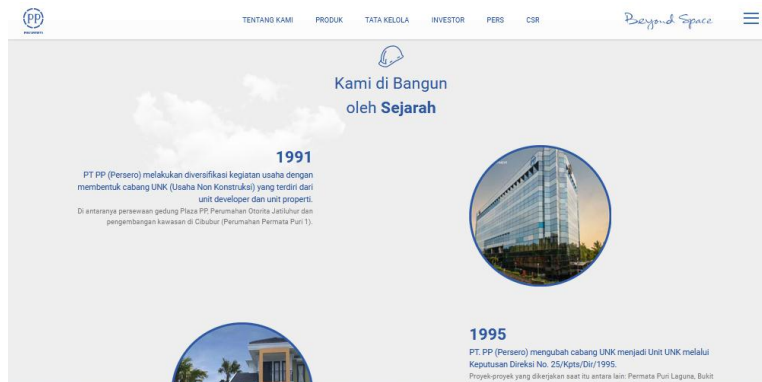 PP
TENTANG KAMI PRODUK TATA KELOLA INVESTOR PERS CSR
Beyond Space
Kami di Bangun
oleh Sejarah
1991
PT PP (Persero) melakukan diversifikasi kegiatan usaha dengan
membentuk cabang UNK (Usaha Non Konstruksi) yang terdiri dari
unit developer dan unit properti.
Di antaranya persewaan gedung Plaza PP, Perumahan Otorita Jatiluhur dan
pengembangan kawasan di Cibubur (Perumahan Permata Puri 1).
1995
PT. PP (Persero) mengubah cabang UNK menjadi Unit UNK melalui
Keputusan Direksi No. 25/Kpts/Dir/1995.
Proyek-proyek yang dikerjakan saat itu antara lain: Permata Puri Laguna, Bukit